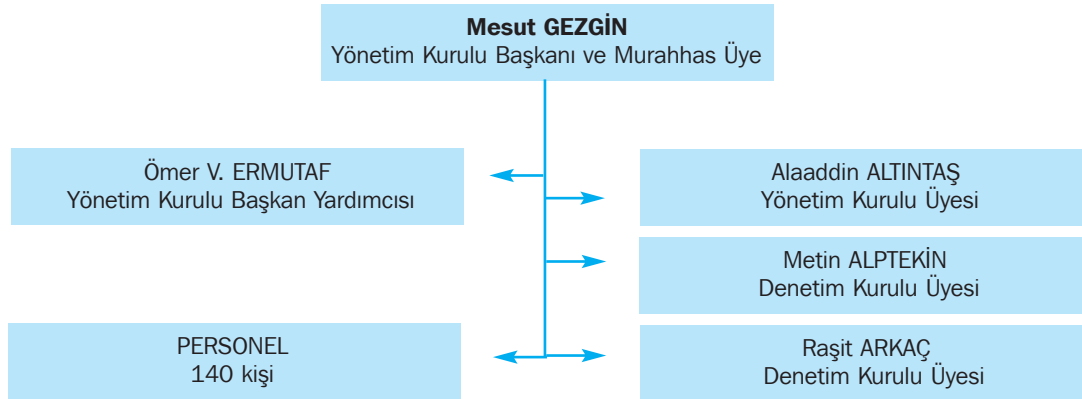 Mesut GEZGİN
Yönetim Kurulu Başkanı ve Murahhas Üye
Ömer V. ERMUTAF
Yönetim Kurulu Başkan Yardımcısı
Alaaddin ALTINTAŞ
Yönetim Kurulu Üyesi
Metin ALPTEKİN
Denetim Kurulu Üyesi
PERSONEL
140 kişi
Raşit ARKAÇ
Denetim Kurulu Üyesi